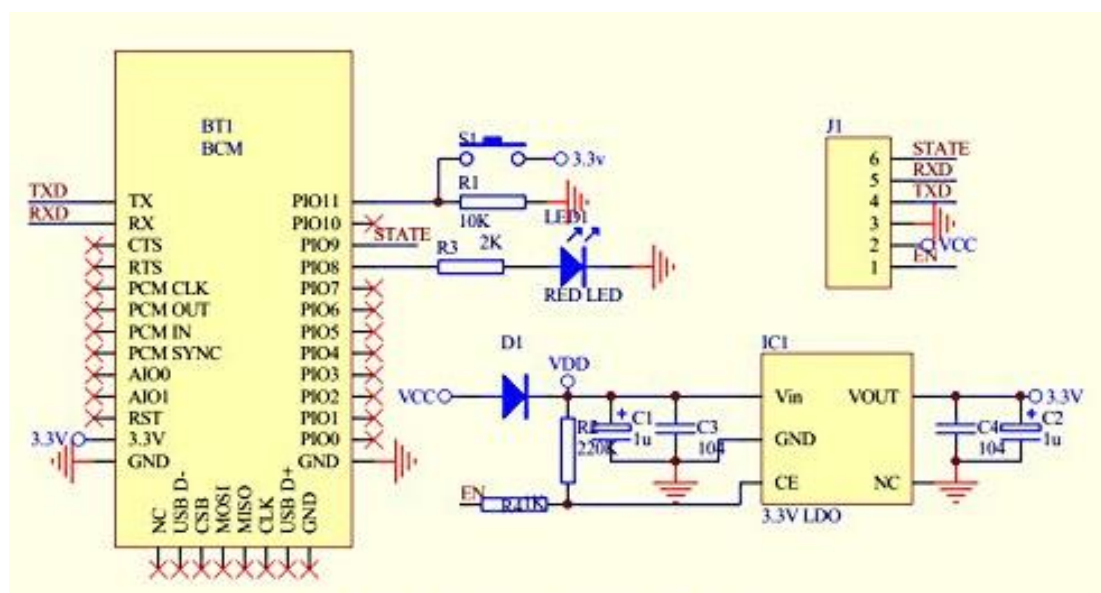 BT1
BCM
TXD
RXD
TX
RX
CTS
RTS
PCM CLK
PCM OUT
PCM IN
PCM SYNC
AIO0
AIO1
RST
3.3V
3.3V
GND
PIO11
PIO10
PIO9
PIO8
PIO7
PIO6
PIO5
PIO4
PIO3
PIO2
PIO1
PIO0
GND
NC
USB D-
CSB
MOSI
MISO
CLK
USB D+
GND
S1
3.3v
R1
10K
LED1
STATE
R3
2K
RED LED
J1
6 STATE
5 RXD
4 TXD
3
2 VCC
1 EN
D1
VDD
VCC
R2
220K
C1
1u
C3
104
EN
R4 1K
IC1
Vin
GND
CE
VOUT
NC
3.3V LDO
3.3V
C4
104
C2
1u